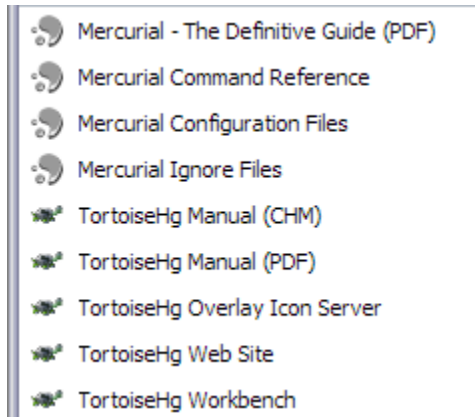 Mercurial - The Definitive Guide (PDF)
Mercurial Command Reference
Mercurial Configuration Files
Mercurial Ignore Files
TortoiseHg Manual (CHM)
TortoiseHg Manual (PDF)
TortoiseHg Overlay Icon Server
TortoiseHg Web Site
TortoiseHg Workbench